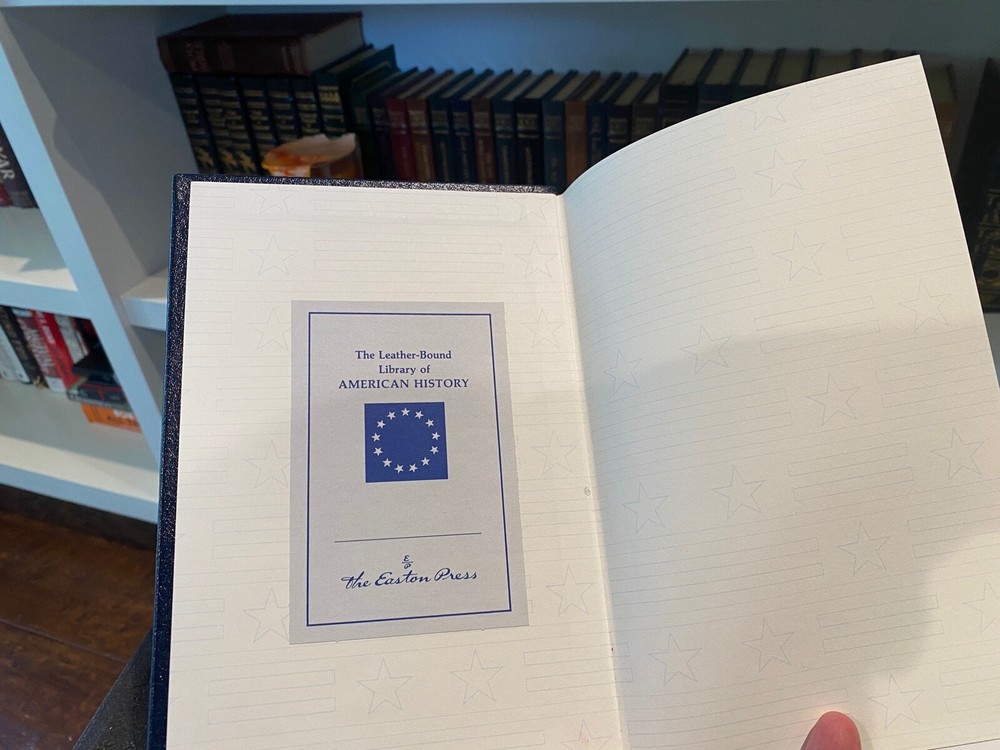 The Leather-Bound
Library of
AMERICAN HISTORY
E
P
the Easton Press